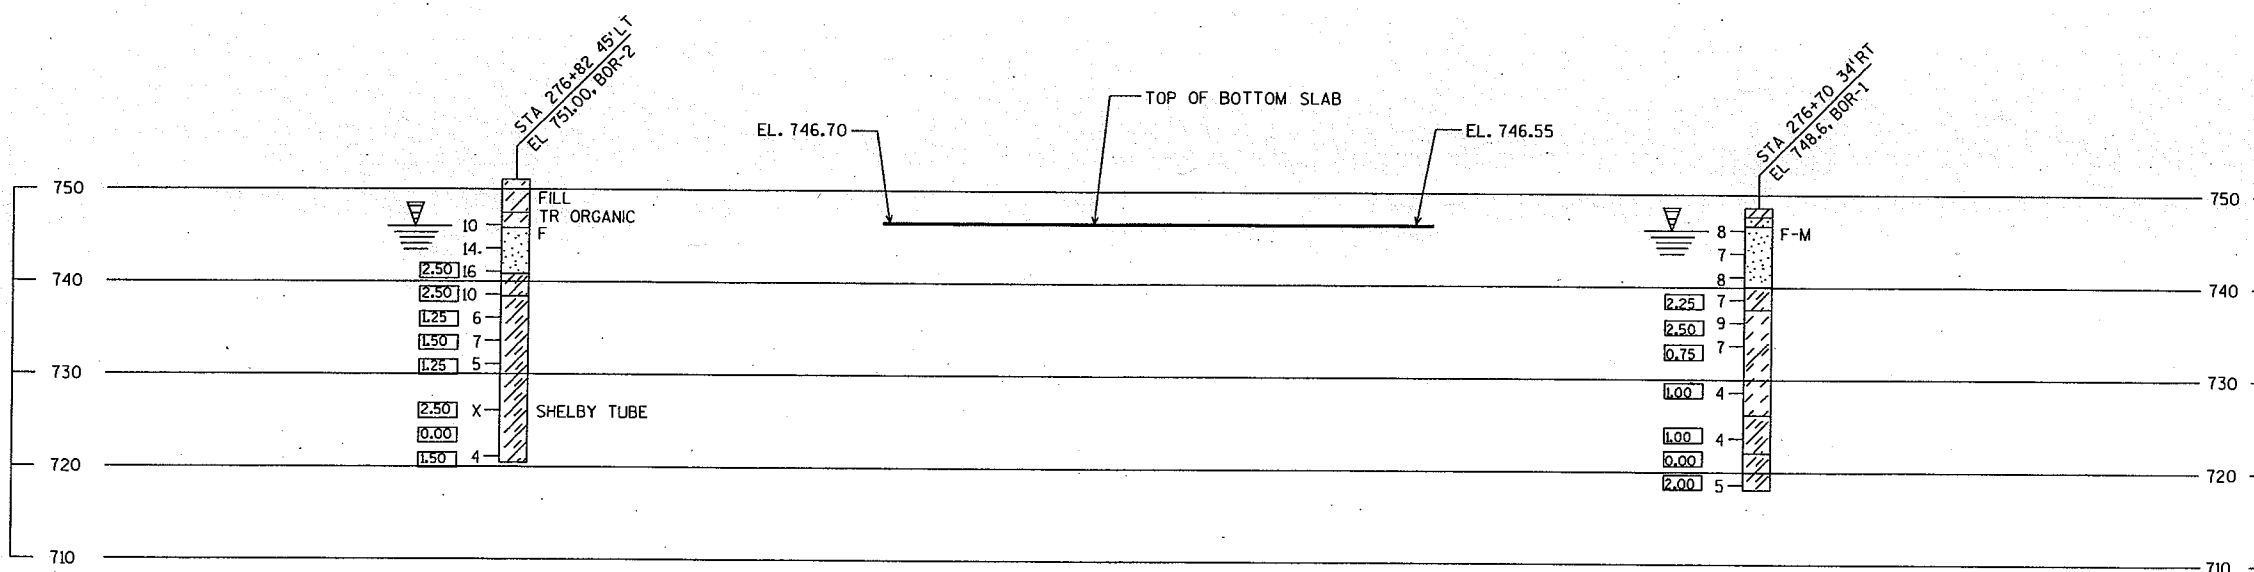 STA 276+82 45'LT
EL 751.00, BOR-2
TOP OF BOTTOM SLAB
EL. 746.70
EL. 746.55
STA 276+70 34'RT
EL 748.6, BOR-1
750
FILL
TR ORGANIC
10
F
14
2.50 16
740
2.50 10
1.25 6
1.50 7
1.25 5
730
2.50 X
SHELBY TUBE
0.00
1.50 4
720
710
750
8
F-M
7
8
740
2.25 7
2.50 9
0.75 7
730
1.00 4
1.00 4
0.00
720
2.00 5
710